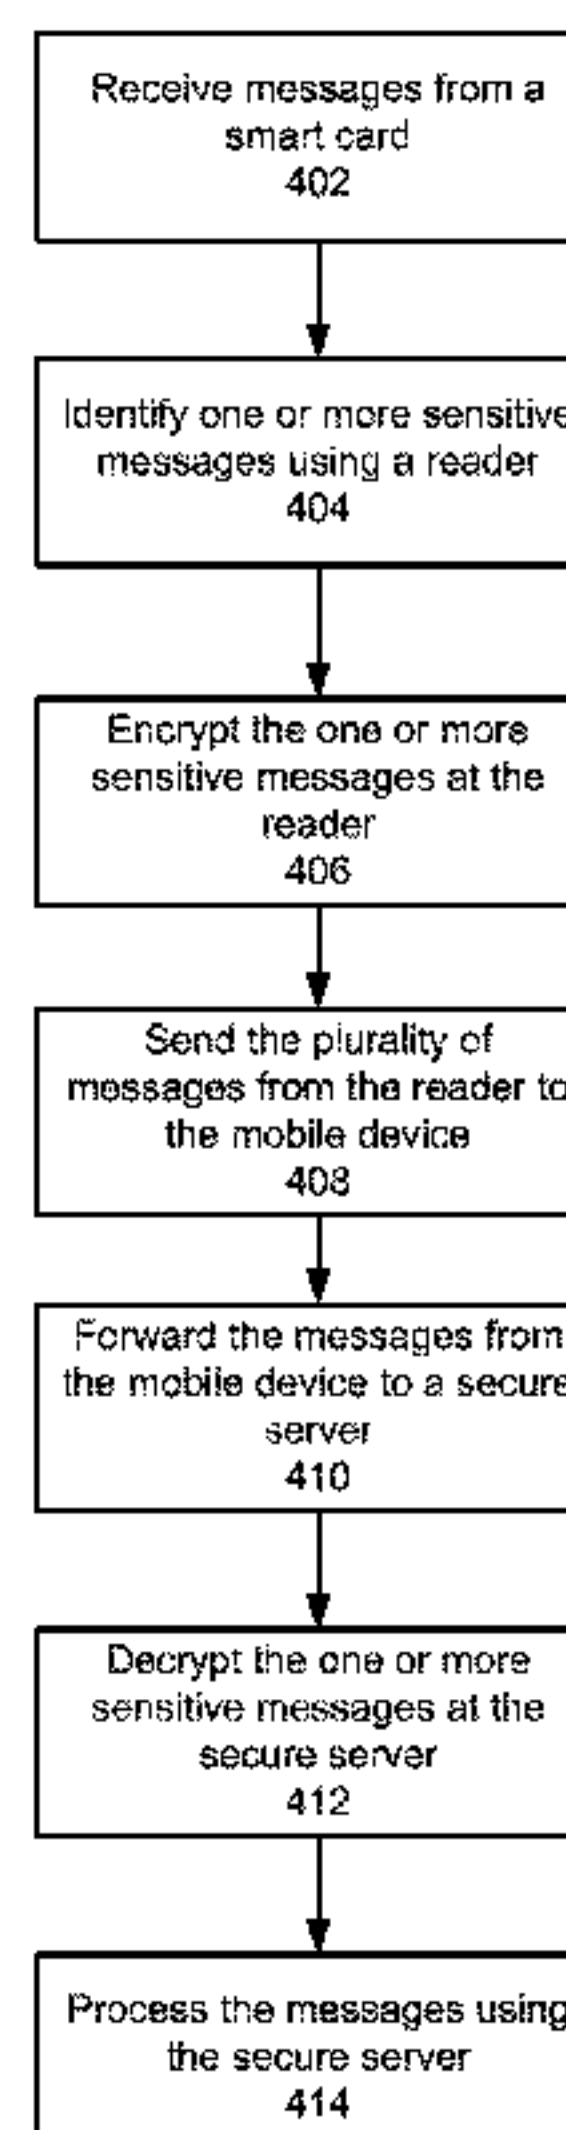 Receive messages from a
smart card
402
Identify one or more sensitive
messages using a reader
404
Encrypt the one or more
sensitive messages at the
reader
406
Send the plurality of
messages from the reader to
the mobile device
408
Forward the messages from
the mobile device to a secure
server
410
Decrypt the one or more
sensitive messages at the
secure server
412
Process the messages using
the secure server
414